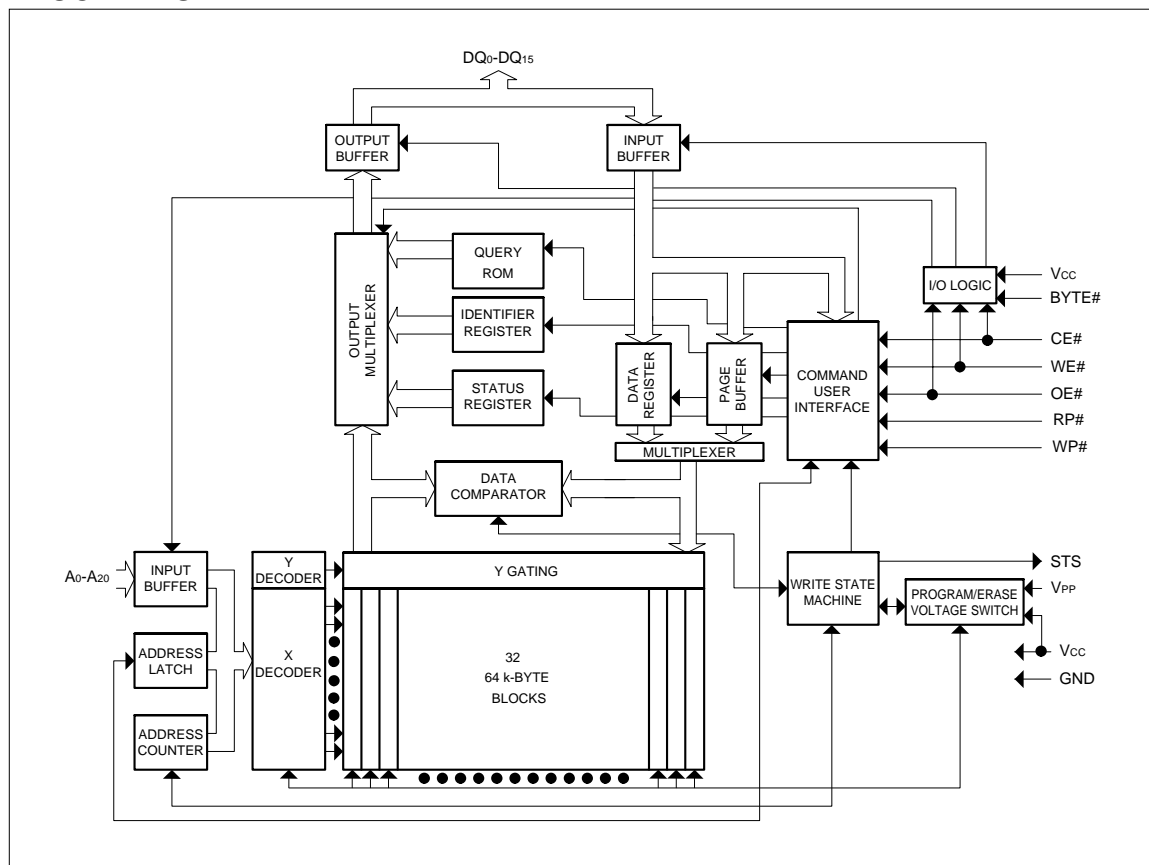 DQ0-DQ15
OUTPUT
BUFFER
INPUT
BUFFER
OUTPUT
MULTIPLEXER
QUERY
ROM
IDENTIFIER
REGISTER
STATUS
REGISTER
DATA
REGISTER
PAGE
BUFFER
MULTIPLEXER
DATA
COMPARATOR
I/O LOGIC
VCC
BYTE#
COMMAND
USER
INTERFACE
CE#
WE#
OE#
RP#
WP#
A0-A20
INPUT
BUFFER
Y
DECODER
Y GATING
ADDRESS
LATCH
X
DECODER
32
64 k-BYTE
BLOCKS
ADDRESS
COUNTER
WRITE STATE
MACHINE
PROGRAM/ERASE
VOLTAGE SWITCH
STS
VPP
VCC
GND